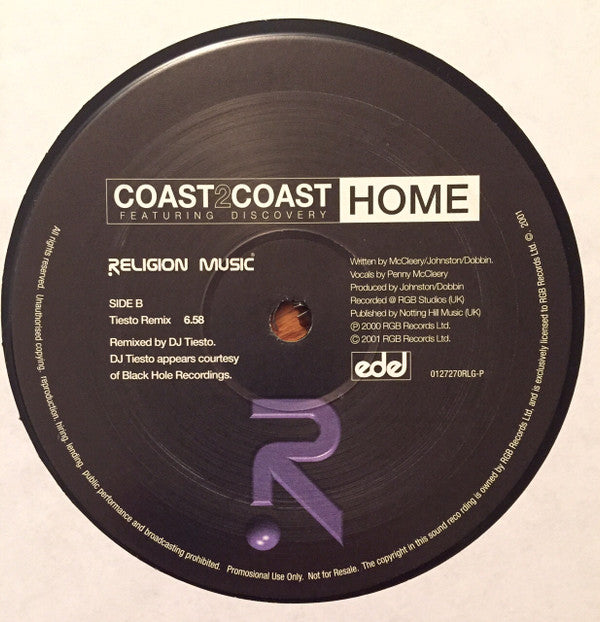 COAST2COAST HOME
FEATURING DISCOVERY
RELIGION MUSIC
SIDE B
Tiesto Remix 6.58
Remixed by DJ Tiesto.
DJ Tiesto appears courtesy
of Black Hole Recordings.
Written by McCleery/Johnston/Dobbin.
Vocals by Penny McCleery
Produced by Johnston/Dobbin
Recorded @ RGB Studios (UK)
Published by Notting Hill Music (UK)
℗ 2000 RGB Records Ltd.
© 2001 RGB Records Ltd.
edel
0127270RLG-P
R
All rights reserved. Unauthorised copying, reproduction, hiring, lending, public performance and broadcasting prohibited. Promotional Use Only. Not for Resale. The copyright in this sound reco rding is owned by RGB Records Ltd, and is exclusively licensed to RGB Records Ltd. ©. 2001